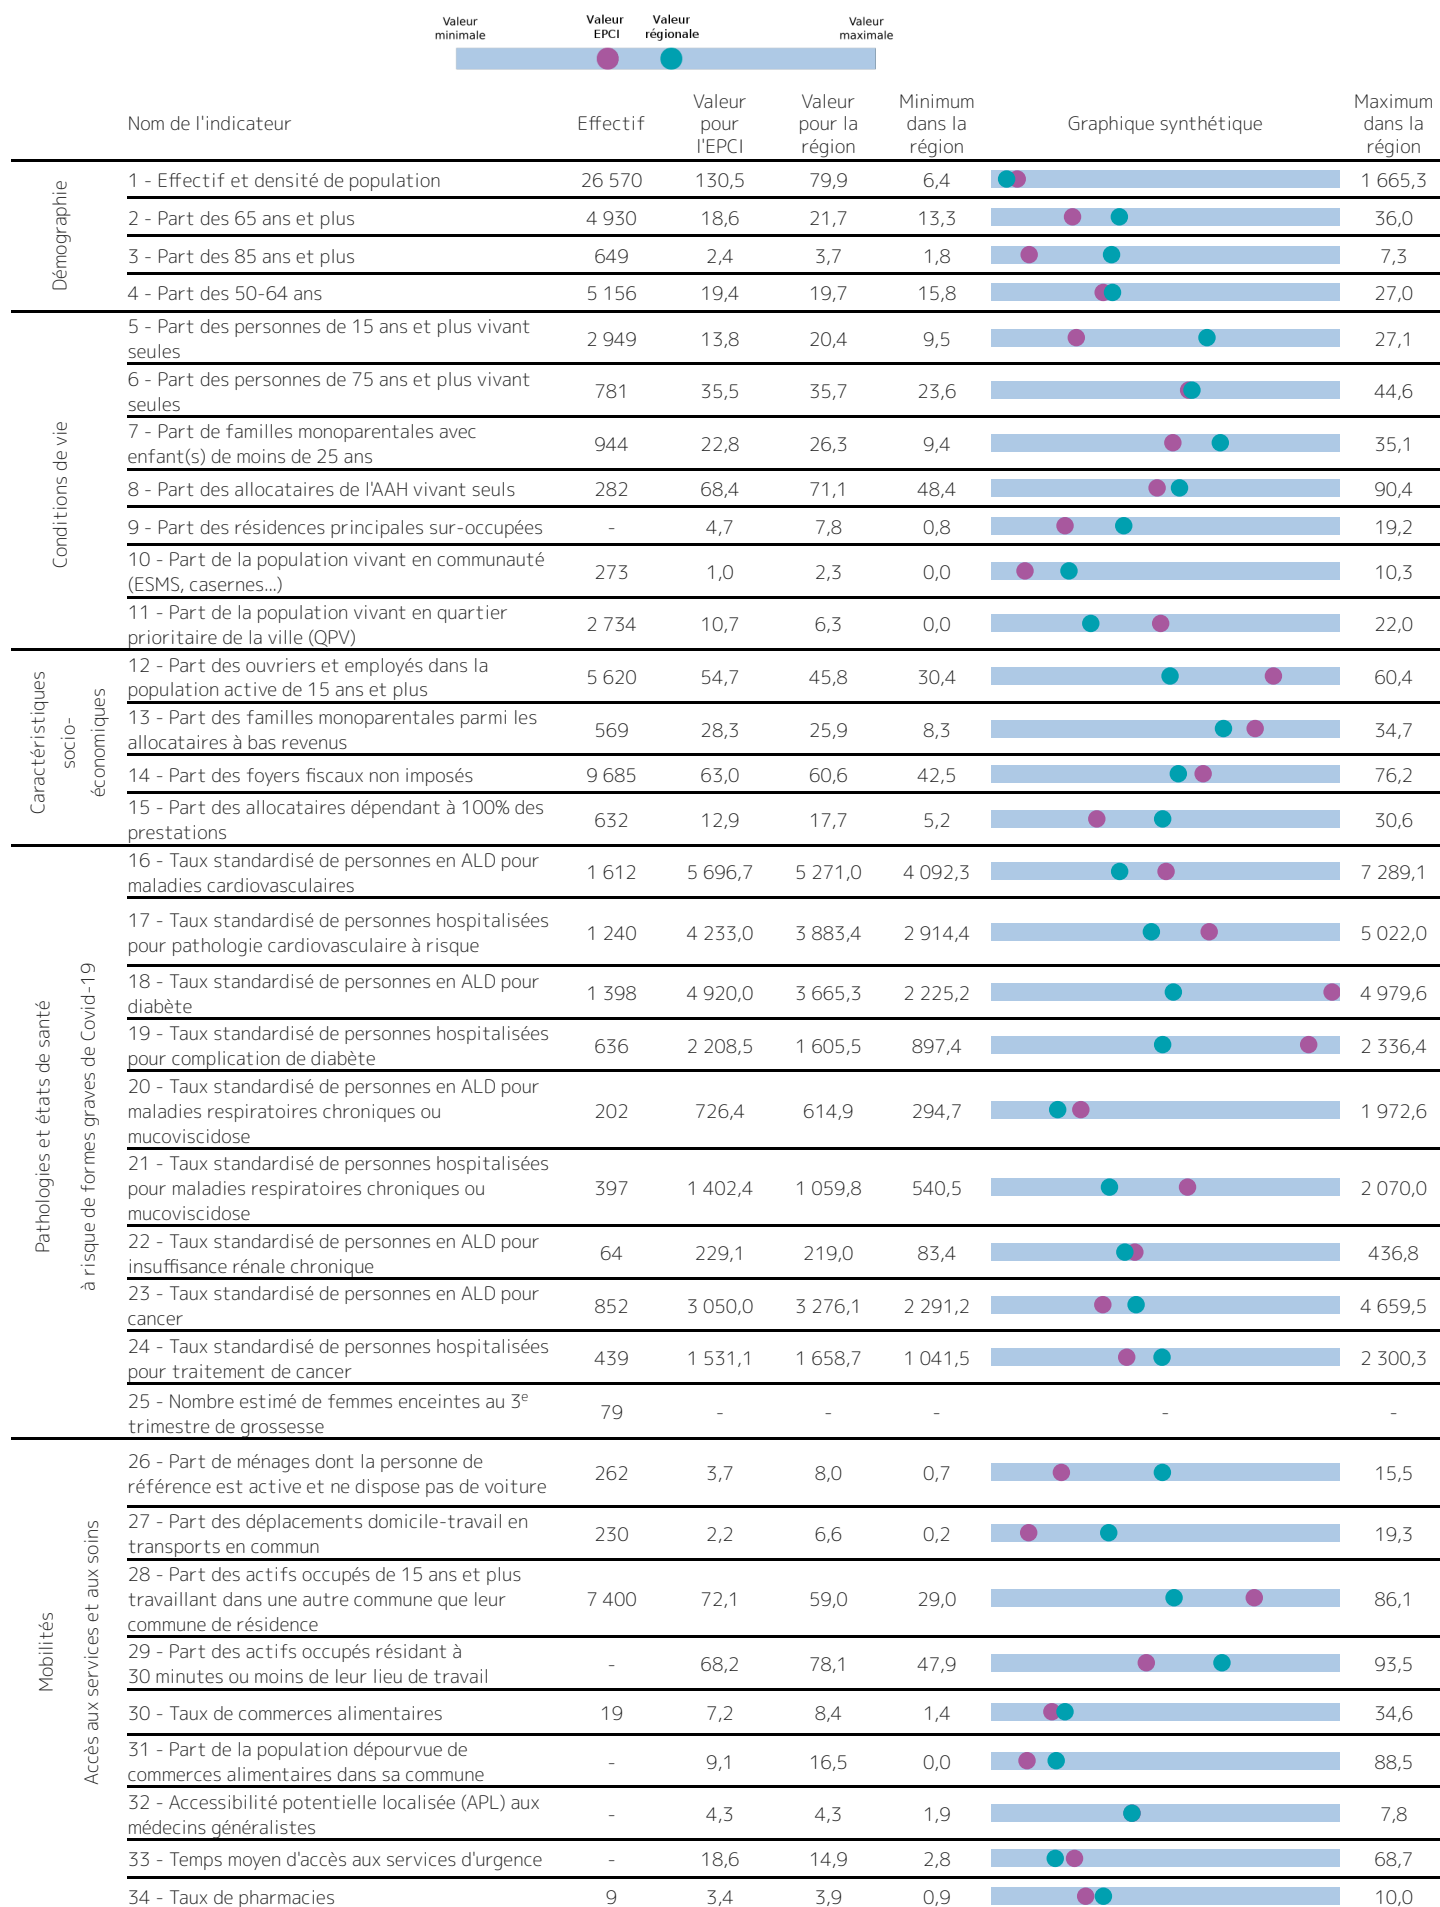 Valeur
minimale
Valeur
EPCI
Valeur
régionale
Valeur
maximale
Nom de l'indicateur
Effectif
Valeur
pour
l'EPCI
Valeur
pour la
région
Minimum
dans la
région
Graphique synthétique
Maximum
dans la
région
Démographie
1 - Effectif et densité de population 26 570 130,5 79,9 6,4 1 665,3
2 - Part des 65 ans et plus 4 930 18,6 21,7 13,3 36,0
3 - Part des 85 ans et plus 649 2,4 3,7 1,8 7,3
4 - Part des 50-64 ans 5 156 19,4 19,7 15,8 27,0
Conditions de vie
5 - Part des personnes de 15 ans et plus vivant
seules 2 949 13,8 20,4 9,5 27,1
6 - Part des personnes de 75 ans et plus vivant
seules 781 35,5 35,7 23,6 44,6
7 - Part de familles monoparentales avec
enfant(s) de moins de 25 ans 944 22,8 26,3 9,4 35,1
8 - Part des allocataires de l'AAH vivant seuls 282 68,4 71,1 48,4 90,4
9 - Part des résidences principales sur-occupées - 4,7 7,8 0,8 19,2
10 - Part de la population vivant en communauté
(ESMS, casernes...) 273 1,0 2,3 0,0 10,3
11 - Part de la population vivant en quartier
prioritaire de la ville (QPV) 2 734 10,7 6,3 0,0 22,0
Caractéristiques
socio-
économiques
12 - Part des ouvriers et employés dans la
population active de 15 ans et plus 5 620 54,7 45,8 30,4 60,4
13 - Part des familles monoparentales parmi les
allocataires à bas revenus 569 28,3 25,9 8,3 34,7
14 - Part des foyers fiscaux non imposés 9 685 63,0 60,6 42,5 76,2
15 - Part des allocataires dépendant à 100% des
prestations 632 12,9 17,7 5,2 30,6
Pathologies et états de santé
à risque de formes graves de Covid-19
16 - Taux standardisé de personnes en ALD pour
maladies cardiovasculaires 1 612 5 696,7 5 271,0 4 092,3 7 289,1
17 - Taux standardisé de personnes hospitalisées
pour pathologie cardiovasculaire à risque 1 240 4 233,0 3 883,4 2 914,4 5 022,0
18 - Taux standardisé de personnes en ALD pour
diabète 1 398 4 920,0 3 665,3 2 225,2 4 979,6
19 - Taux standardisé de personnes hospitalisées
pour complication de diabète 636 2 208,5 1 605,5 897,4 2 336,4
20 - Taux standardisé de personnes en ALD pour
maladies respiratoires chroniques ou 202 726,4 614,9 294,7 1 972,6
mucoviscidose
21 - Taux standardisé de personnes hospitalisées
pour maladies respiratoires chroniques ou 397 1 402,4 1 059,8 540,5 2 070,0
mucoviscidose
22 - Taux standardisé de personnes en ALD pour
insuffisance rénale chronique 64 229,1 219,0 83,4 436,8
23 - Taux standardisé de personnes en ALD pour
cancer 852 3 050,0 3 276,1 2 291,2 4 659,5
24 - Taux standardisé de personnes hospitalisées
pour traitement de cancer 439 1 531,1 1 658,7 1 041,5 2 300,3
25 - Nombre estimé de femmes enceintes au 3e
trimestre de grossesse 79 - - - - -
Mobilités
Accès aux services et aux soins
26 - Part de ménages dont la personne de
référence est active et ne dispose pas de voiture 262 3,7 8,0 0,7 15,5
27 - Part des déplacements domicile-travail en
transports en commun 230 2,2 6,6 0,2 19,3
28 - Part des actifs occupés de 15 ans et plus
travaillant dans une autre commune que leur 7 400 72,1 59,0 29,0 86,1
commune de résidence
29 - Part des actifs occupés résidant à
30 minutes ou moins de leur lieu de travail - 68,2 78,1 47,9 93,5
30 - Taux de commerces alimentaires 19 7,2 8,4 1,4 34,6
31 - Part de la population dépourvue de
commerces alimentaires dans sa commune - 9,1 16,5 0,0 88,5
32 - Accessibilité potentielle localisée (APL) aux
médecins généralistes - 4,3 4,3 1,9 7,8
33 - Temps moyen d'accès aux services d'urgence - 18,6 14,9 2,8 68,7
34 - Taux de pharmacies 9 3,4 3,9 0,9 10,0